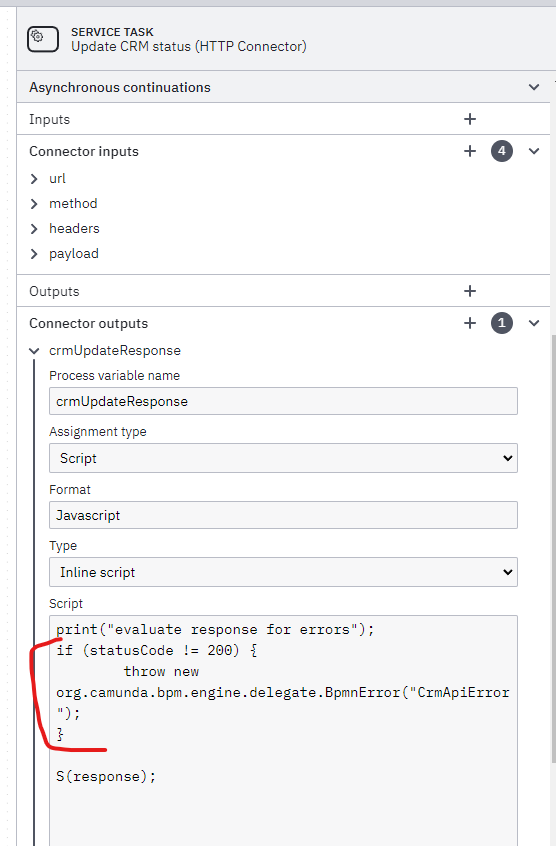 SERVICE TASK
Update CRM status (HTTP Connector)
Asynchronous continuations
Inputs
Connector inputs
4
url
method
headers
payload
Outputs
Connector outputs
1
crmUpdateResponse
Process variable name
crmUpdateResponse
Assignment type
Script
Format
Javascript
Type
Inline script
Script
print("evaluate response for errors");
if (statusCode != 200) {
throw new
org.camunda.bpm.engine.delegate.BpmnError("CrmApiError
");
}
S(response);